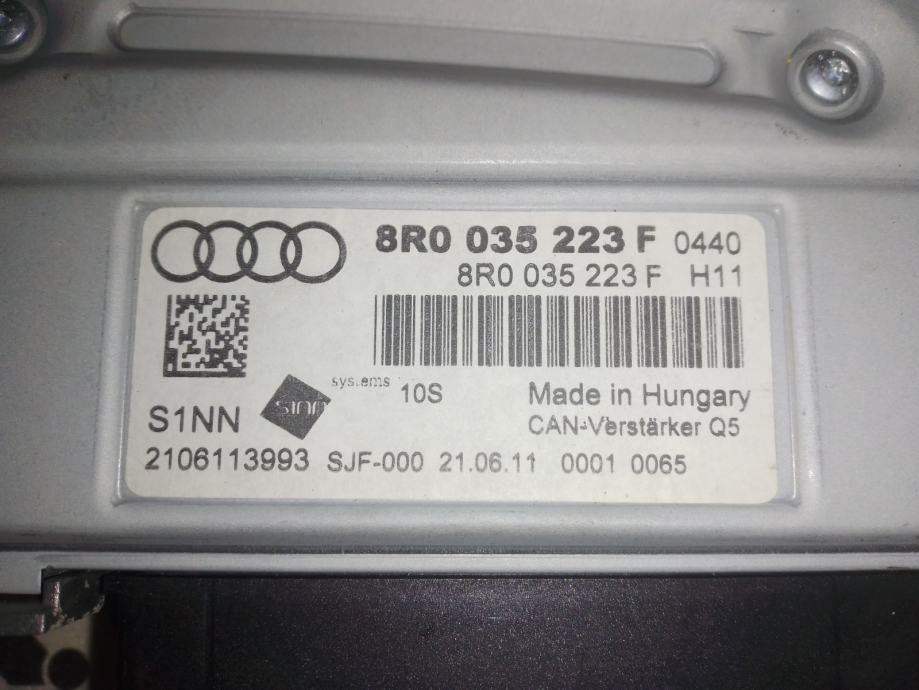 8R0 035 223 F 0440
8R0 035 223 F H11
systems 10S Made in Hungary
S1NN sinn CAN-Verstärker Q5
2106113993 SJF-000 21.06.11 0001 0065